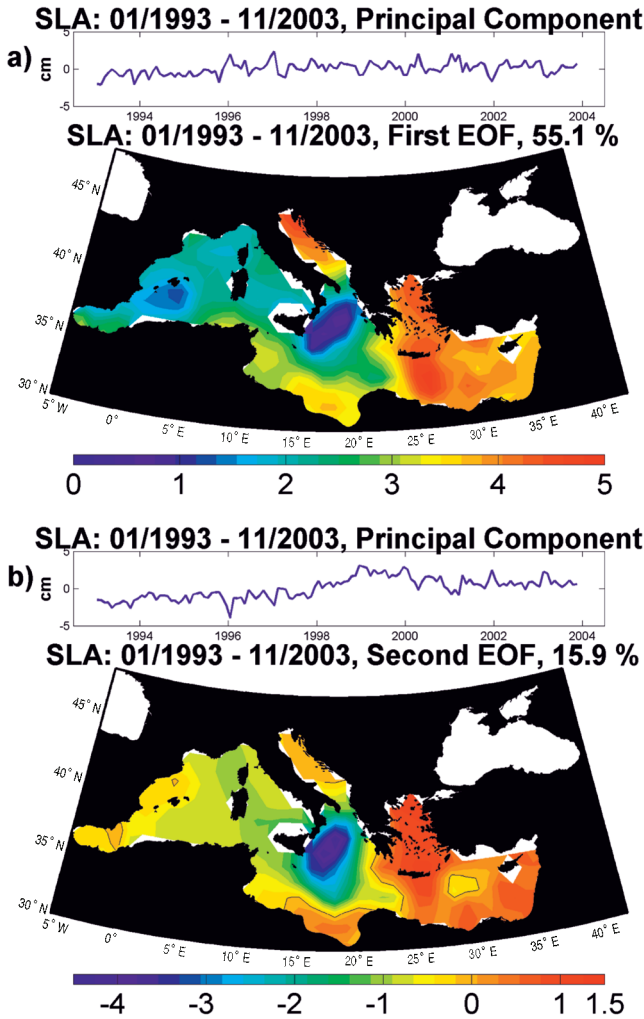 SLA: 01/1993 - 11/2003, Principal Component
a)
cm
5
0
-5
1994 1996 1998 2000 2002 2004
SLA: 01/1993 - 11/2003, First EOF, 55.1 %
45° N
40° N
35° N
30° N
5° W 0° 5° E 10° E 15° E 20° E 25° E 30° E 35° E 40° E
0 1 2 3 4 5
SLA: 01/1993 - 11/2003, Principal Component
b)
cm
5
0
-5
1994 1996 1998 2000 2002 2004
SLA: 01/1993 - 11/2003, Second EOF, 15.9 %
45° N
40° N
35° N
30° N
5° W 0° 5° E 10° E 15° E 20° E 25° E 30° E 35° E 40° E
-4 -3 -2 -1 0 1 1.5